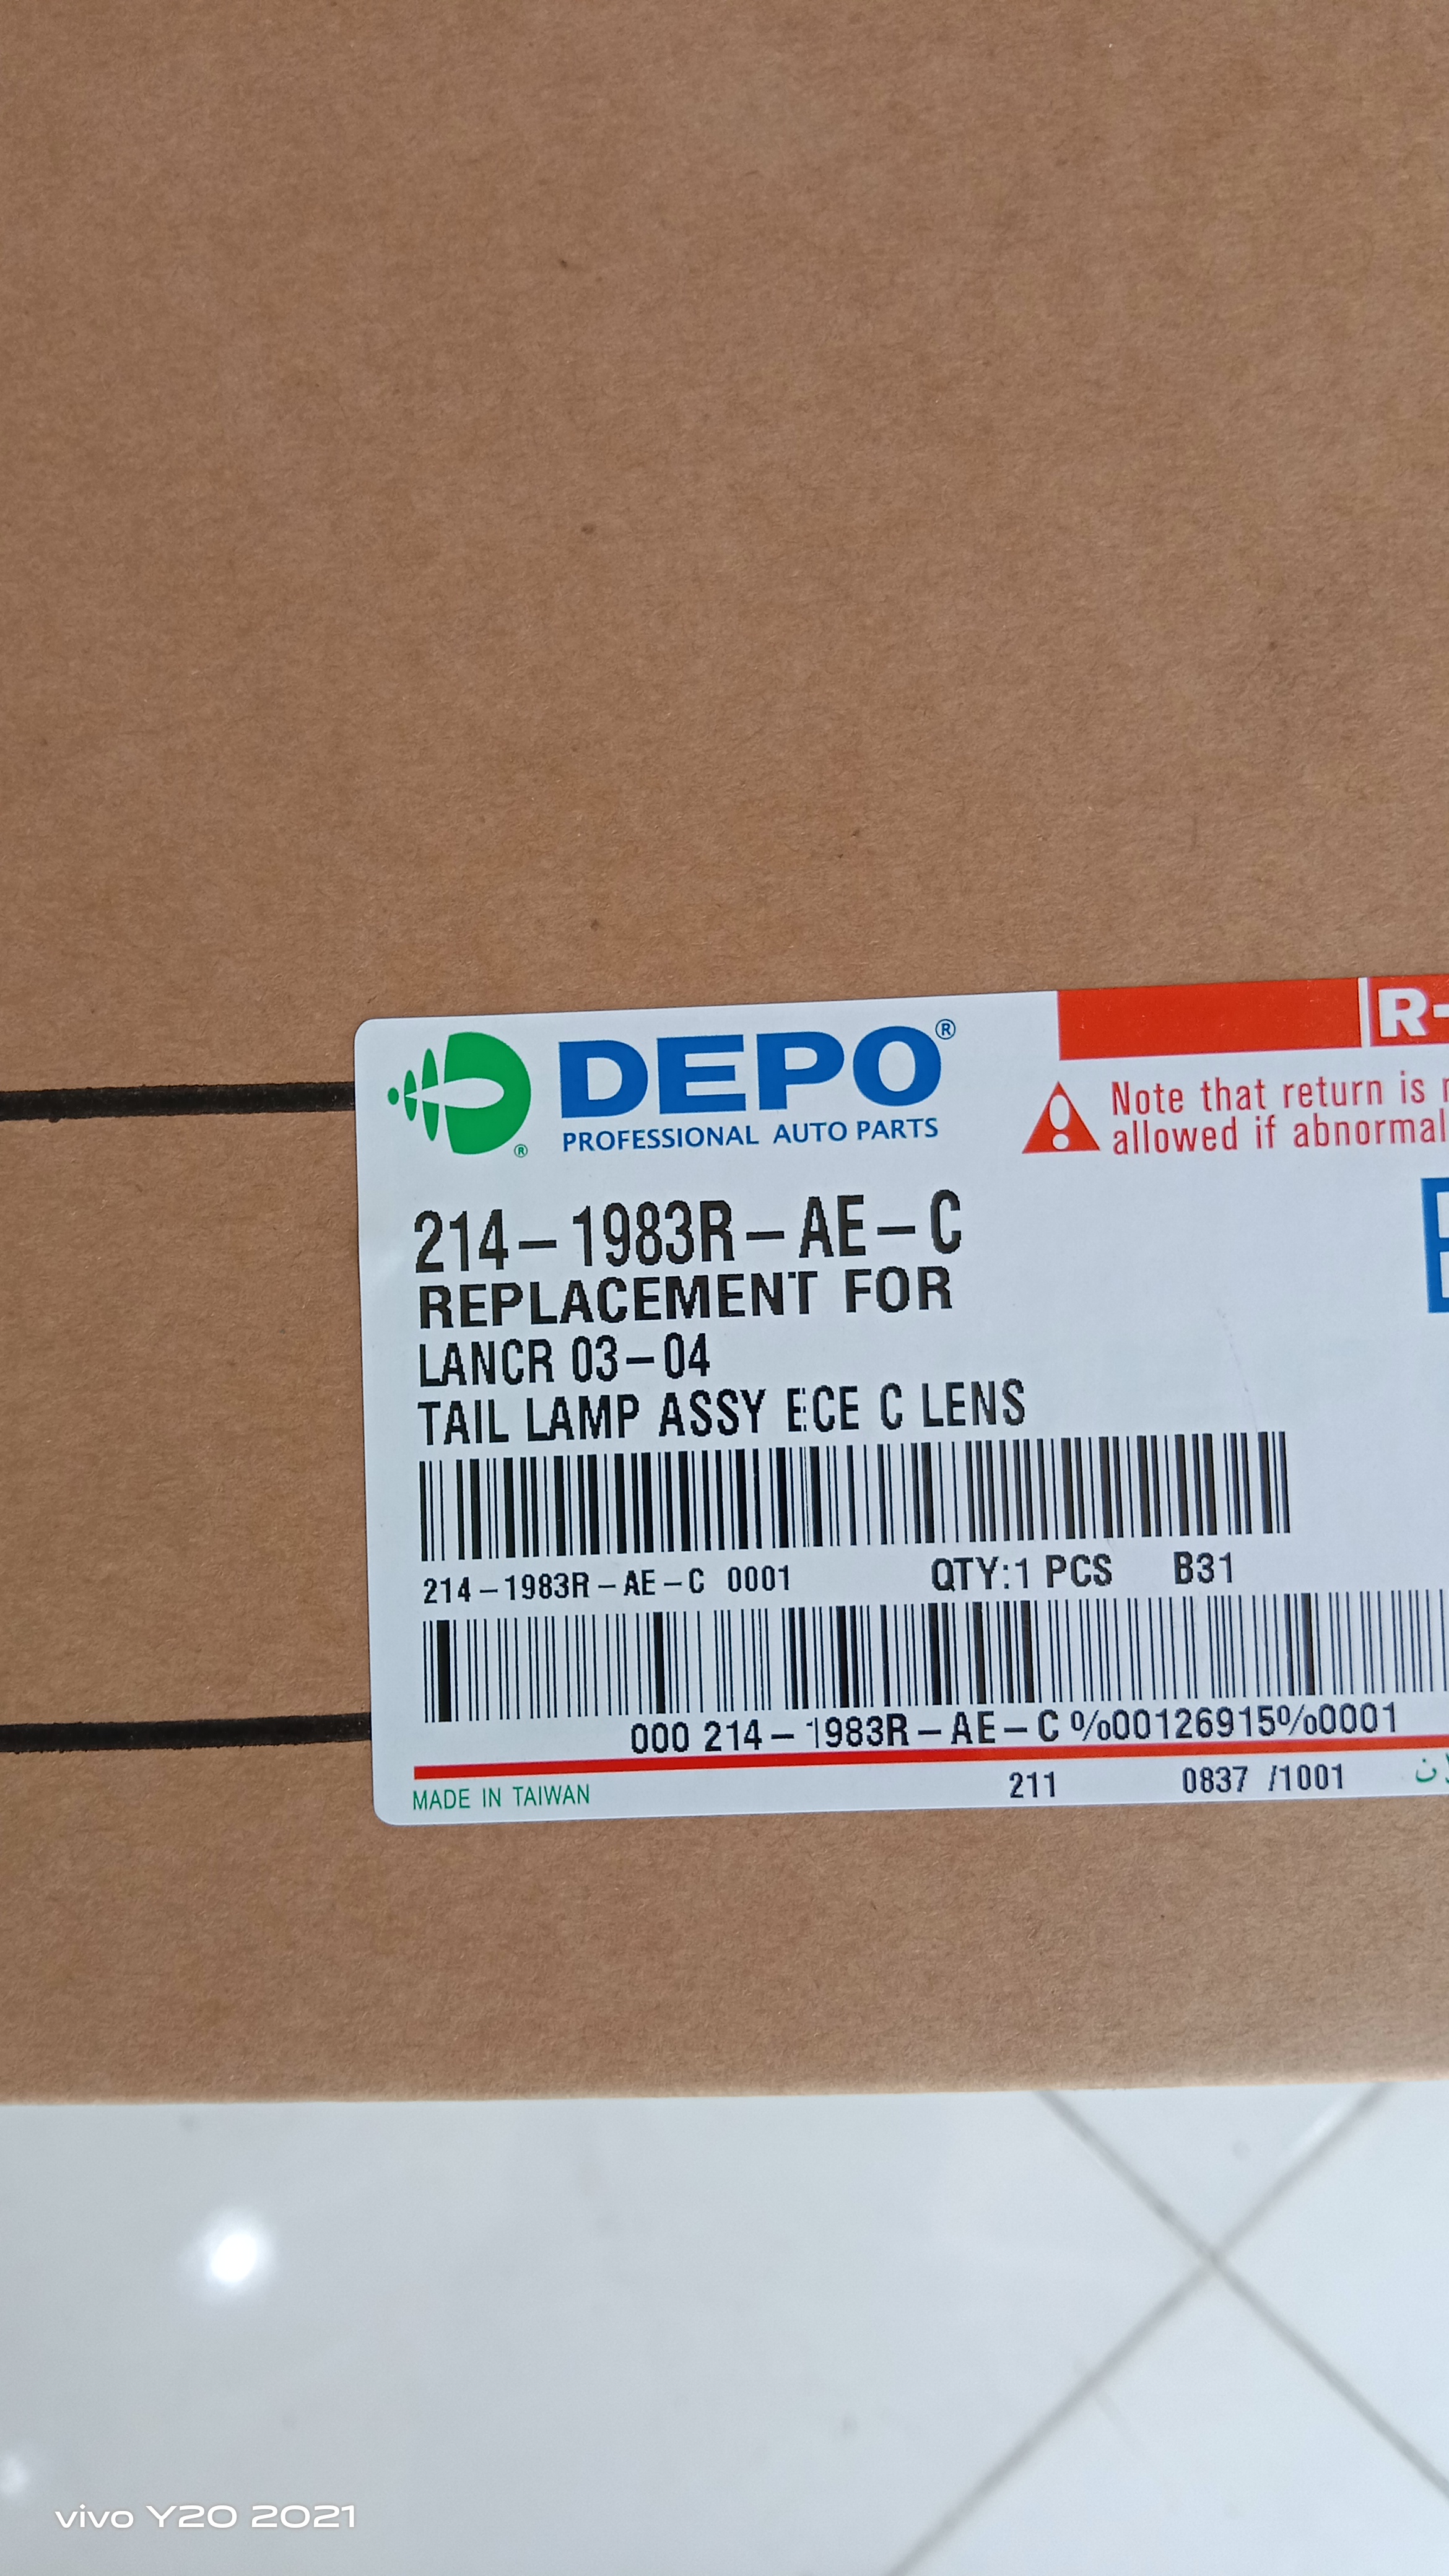 DEPO®
PROFESSIONAL AUTO PARTS
®
R-
Note that return is
allowed if abnormal
214-1983R-AE-C
REPLACEMENT FOR
LANCR 03-04
TAIL LAMP ASSY ECE C LENS
214-1983R-AE-C 0001 QTY:1 PCS B31
000 214-1983R-AE-C%00126915%0001
MADE IN TAIWAN 211 0837 /1001
vivo Y20 2021